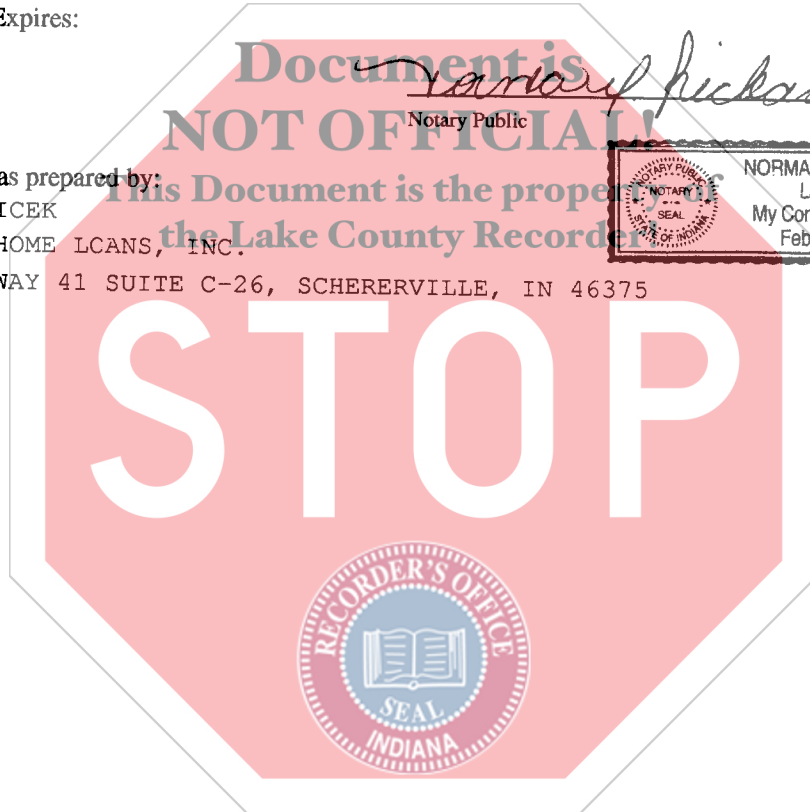 Expires:
Document is
NOT OFFICIAL!
Notary Public
This Document is the property of
the Lake County Recorder!
as prepared by:
ICEK
HOME LCANS, INC.
WAY 41 SUITE C-26, SCHERERVILLE, IN 46375
NOTARY PUBLIC
NOTARY
SEAL
STATE OF INDIANA
NORMA
My Com
Feb
STOP
RECORDER'S OFFICE
SEAL
INDIANA